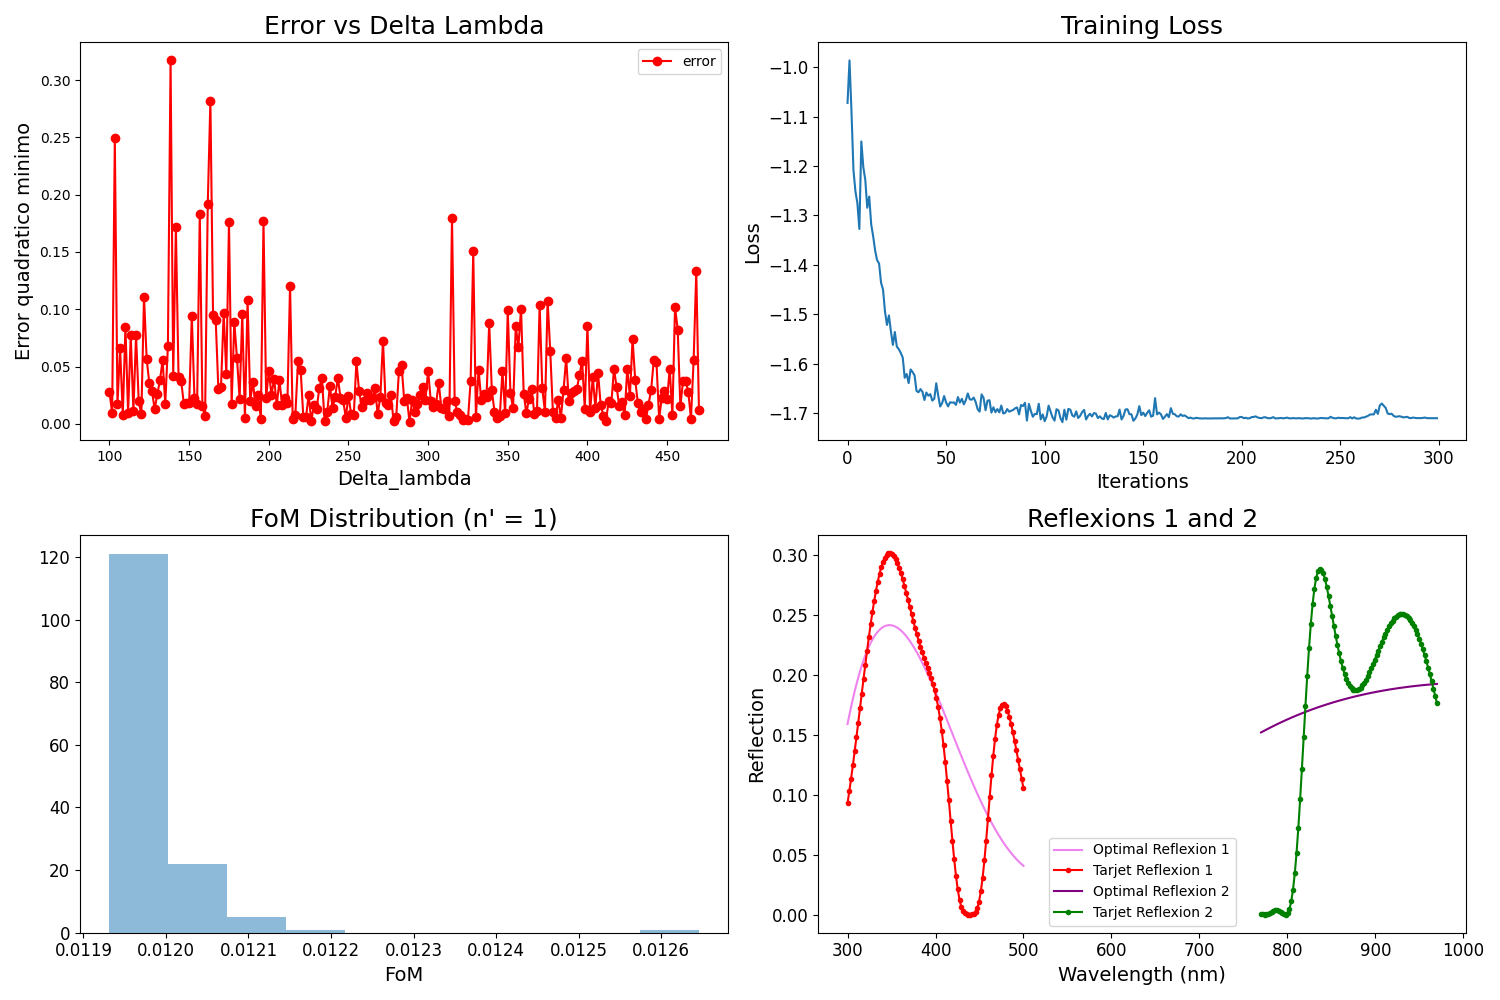 Error vs Delta Lambda
error
Error quadratico minimo
0.30
0.25
0.20
0.15
0.10
0.05
0.00
100 150 200 250 300 350 400 450
Delta_lambda
Training Loss
Loss
−1.0
−1.1
−1.2
−1.3
−1.4
−1.5
−1.6
−1.7
0 50 100 150 200 250 300
Iterations
FoM Distribution (n' = 1)
120
100
80
60
40
20
0
0.0119 0.0120 0.0121 0.0122 0.0123 0.0124 0.0125 0.0126
FoM
Reflexions 1 and 2
Reflection
0.30
0.25
0.20
0.15
0.10
0.05
0.00
Optimal Reflexion 1
Tarjet Reflexion 1
Optimal Reflexion 2
Tarjet Reflexion 2
300 400 500 600 700 800 900 1000
Wavelength (nm)